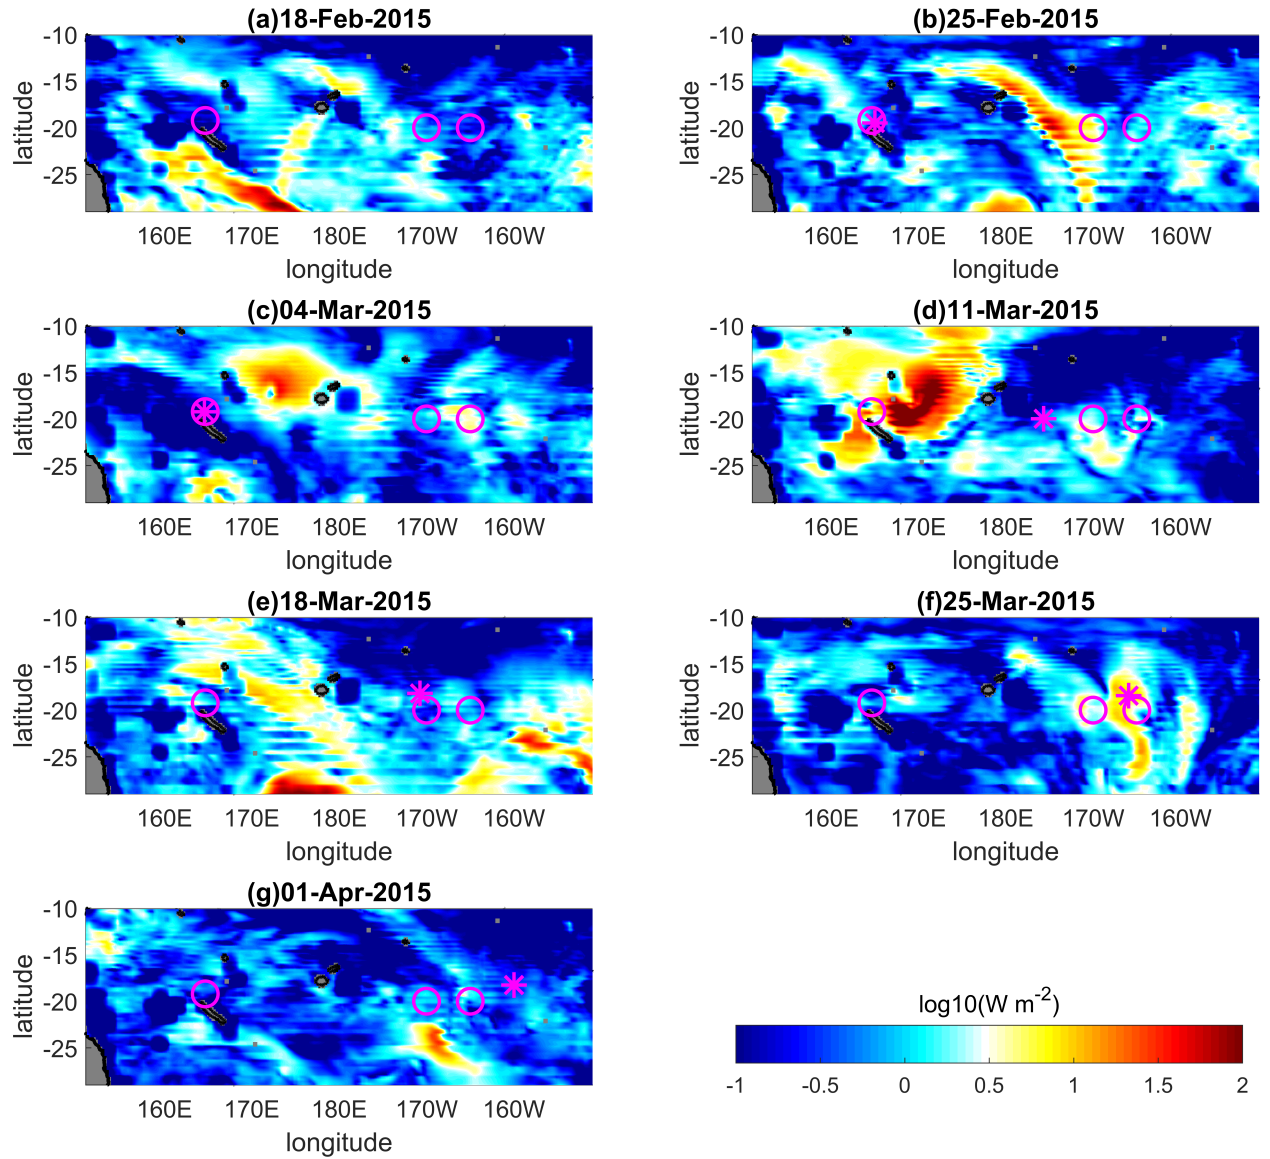 (a)18-Feb-2015
-10
-15
-20
-25
latitude
160E 170E 180E 170W 160W
longitude
(b)25-Feb-2015
-10
-15
-20
-25
latitude
160E 170E 180E 170W 160W
longitude
(c)04-Mar-2015
-10
-15
-20
-25
latitude
160E 170E 180E 170W 160W
longitude
(d)11-Mar-2015
-10
-15
-20
-25
latitude
160E 170E 180E 170W 160W
longitude
(e)18-Mar-2015
-10
-15
-20
-25
latitude
160E 170E 180E 170W 160W
longitude
(f)25-Mar-2015
-10
-15
-20
-25
latitude
160E 170E 180E 170W 160W
longitude
(g)01-Apr-2015
-10
-15
-20
-25
latitude
160E 170E 180E 170W 160W
longitude
log10(W m⁻²)
-1 -0.5 0 0.5 1 1.5 2